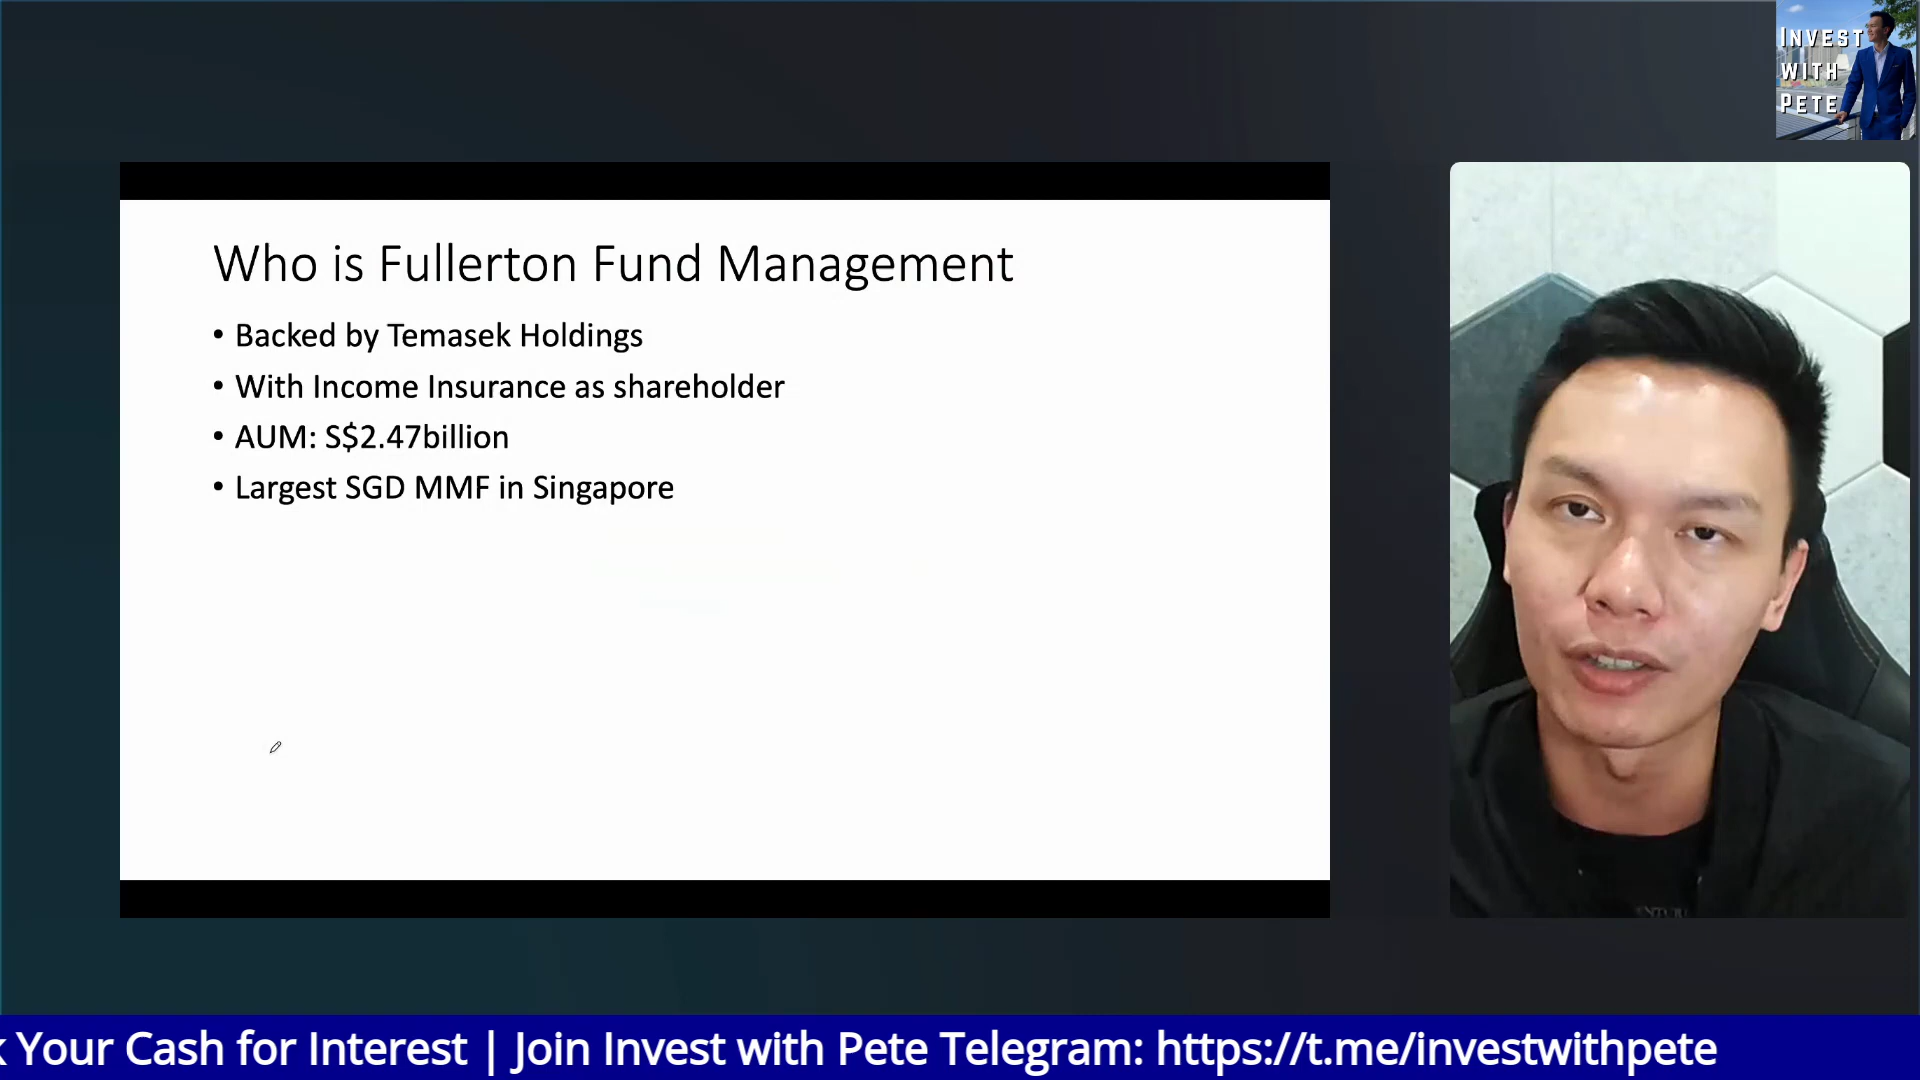 INVEST
WITH
PETE
Who is Fullerton Fund Management
• Backed by Temasek Holdings
• With Income Insurance as shareholder
• AUM: S$2.47billion
• Largest SGD MMF in Singapore
Your Cash for Interest | Join Invest with Pete Telegram: https://t.me/investwithpete